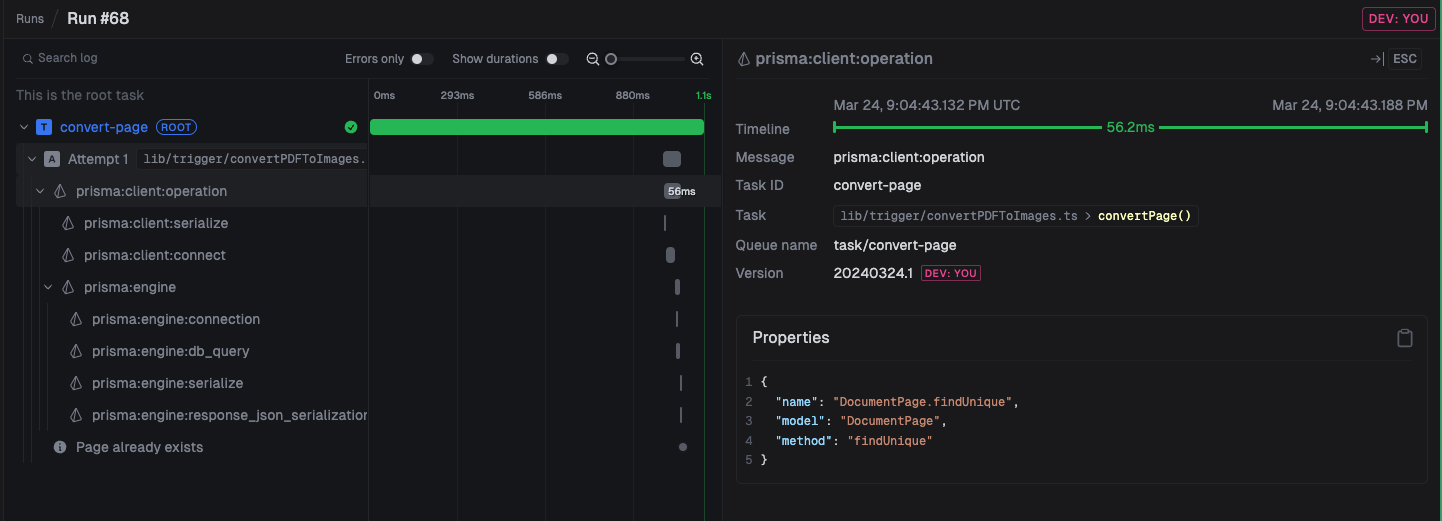 Runs / Run #68
DEV: YOU
Search log
Errors only
Show durations
This is the root task
0ms 293ms 586ms 880ms 1.1s
T convert-page ROOT
A Attempt 1 lib/trigger/convertPDFToImages.
prisma:client:operation 56ms
prisma:client:serialize
prisma:client:connect
prisma:engine
prisma:engine:connection
prisma:engine:db_query
prisma:engine:serialize
prisma:engine:response_json_serialization
Page already exists
prisma:client:operation
ESC
Mar 24, 9:04:43.132 PM UTC Mar 24, 9:04:43.188 PM
Timeline 56.2ms
Message prisma:client:operation
Task ID convert-page
Task lib/trigger/convertPDFToImages.ts > convertPage()
Queue name task/convert-page
Version 20240324.1 DEV: YOU
Properties
1 {
2 "name": "DocumentPage.findUnique",
3 "model": "DocumentPage",
4 "method": "findUnique"
5 }